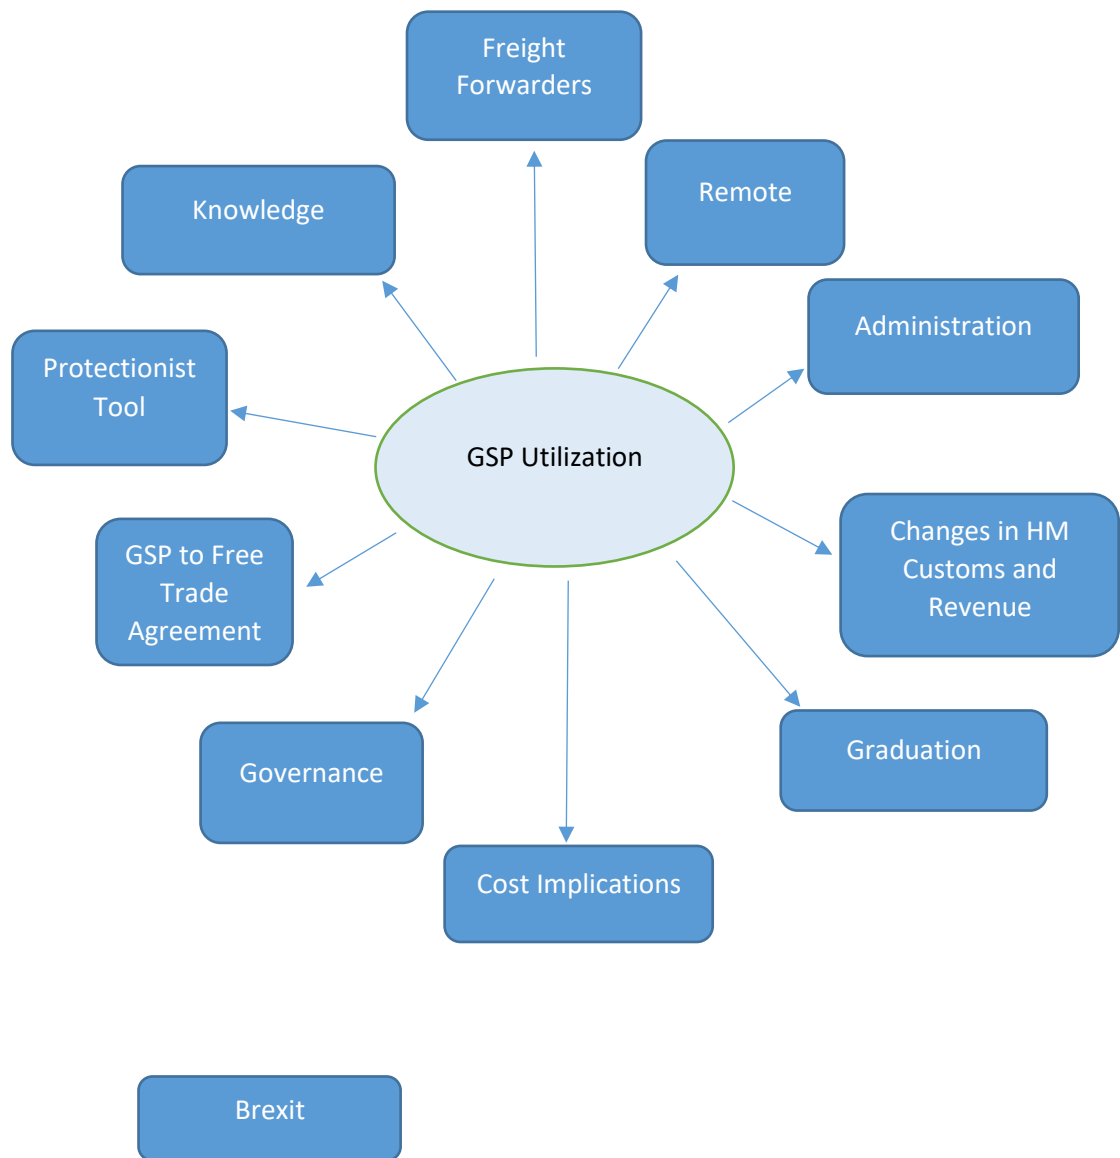 Freight
Forwarders
Remote
Knowledge
Administration
Protectionist
Tool
GSP Utilization
Changes in HM
Customs and
Revenue
GSP to Free
Trade
Agreement
Graduation
Governance
Cost Implications
Brexit